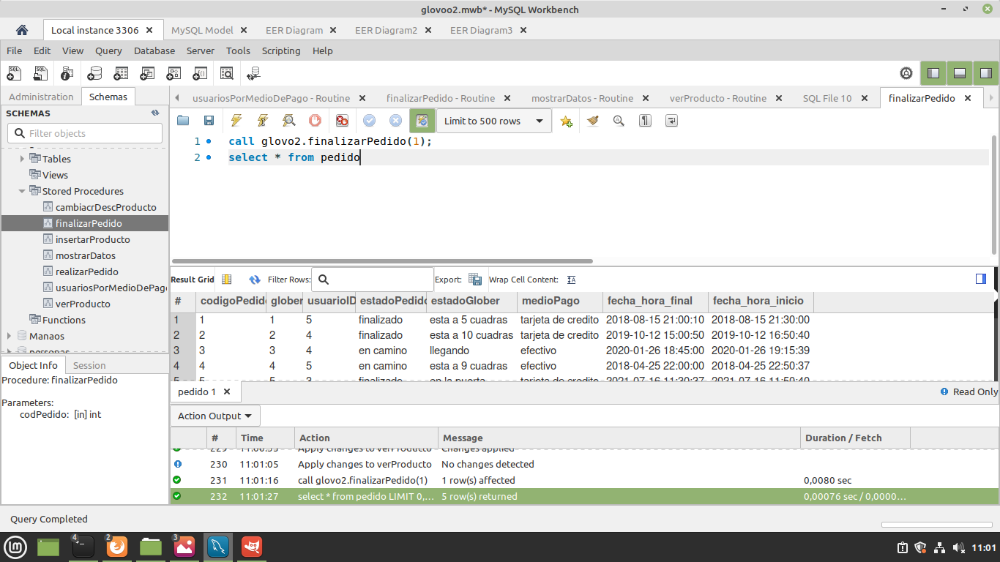 glovoo2.mwb* - MySQL Workbench
Local instance 3306 MySQL Model EER Diagram EER Diagram2 EER Diagram3
File Edit View Query Database Server Tools Scripting Help
Administration Schemas
usuariosPorMedioDePago - Routine finalizarPedido - Routine mostrarDatos - Routine verProducto - Routine SQL File 10 finalizarPedido
SCHEMAS
Filter objects
Tables
Views
Stored Procedures
cambiacrDescProducto
finalizarPedido
insertarProducto
mostrarDatos
realizarPedido
usuariosPorMedioDePago
verProducto
Functions
Manaos
personas
Object Info Session
Procedure: finalizarPedido
Parameters:
codPedido: [in] int
Limit to 500 rows
1 call glovo2.finalizarPedido(1);
2 select * from pedido
Result Grid Filter Rows: Export: Wrap Cell Content:
# codigoPedido glober usuarioID estadoPedido estadoGlober medioPago fecha_hora_final fecha_hora_inicio
1 1 1 5 finalizado esta a 5 cuadras tarjeta de credito 2018-08-15 21:00:10 2018-08-15 21:30:00
2 2 2 4 finalizado esta a 10 cuadras tarjeta de credito 2019-10-12 15:00:50 2019-10-12 16:50:40
3 3 3 4 en camino llegando efectivo 2020-01-26 18:45:00 2020-01-26 19:15:39
4 4 4 5 en camino esta a 9 cuadras efectivo 2018-04-25 22:00:00 2018-04-25 22:50:37
5 5 5 3 finalizado en la puerta tarjeta de credito 2021-07-16 11:30:37 2021-07-16 11:50:40
pedido 1 Read Only
Action Output
# Time Action Message Duration / Fetch
229 11:00:55 Apply changes to verProducto Changes applied
230 11:01:05 Apply changes to verProducto No changes detected
231 11:01:16 call glovo2.finalizarPedido(1) 1 row(s) affected 0,0080 sec
232 11:01:27 select * from pedido LIMIT 0,... 5 row(s) returned 0,00076 sec / 0,0000...
Query Completed
4 2 3 11:01